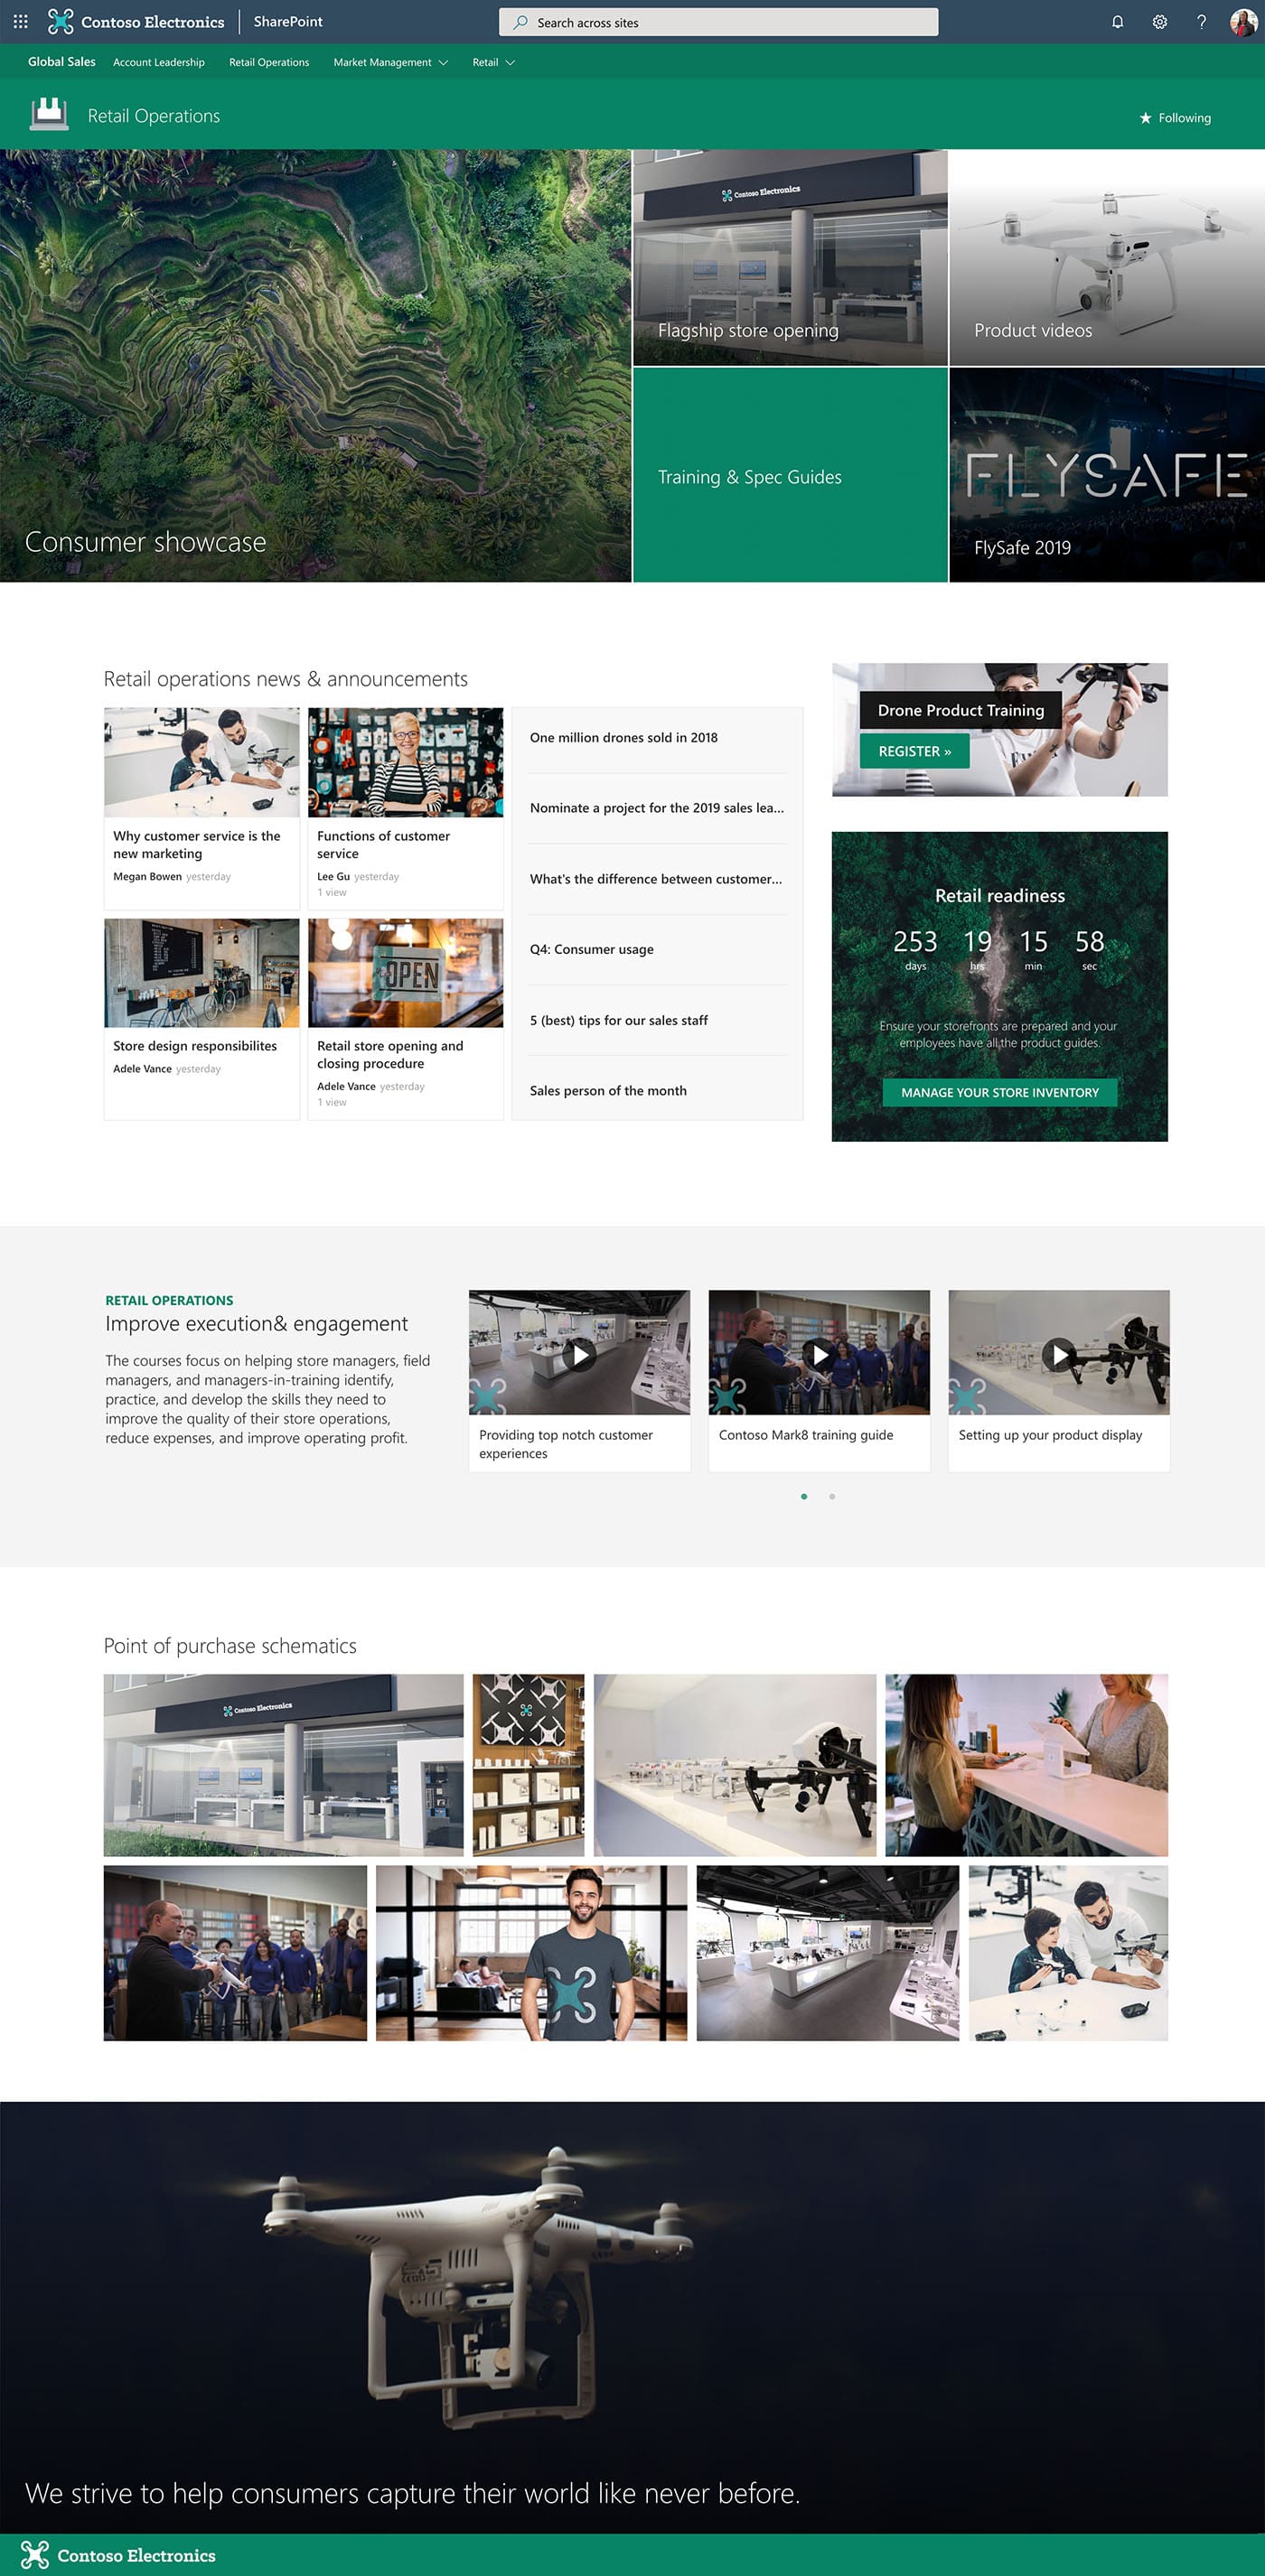 Contoso Electronics
SharePoint
Search across sites
Global Sales
Account Leadership
Retail Operations
Market Management
Retail
Retail Operations
Following
Contoso Electronics
Flagship store opening
Product videos
Consumer showcase
Training & Spec Guides
FLYSAFE
FlySafe 2019
Retail operations news & announcements
Why customer service is the
new marketing
Megan Bowen yesterday
Functions of customer
service
Lee Gu yesterday
1 view
OPEN
Store design responsibilites
Adele Vance yesterday
Retail store opening and
closing procedure
Adele Vance yesterday
1 view
One million drones sold in 2018
Nominate a project for the 2019 sales lea...
What's the difference between customer...
Q4: Consumer usage
5 (best) tips for our sales staff
Sales person of the month
Drone Product Training
REGISTER »
Retail readiness
253 19 15 58
days hrs min sec
Ensure your storefronts are prepared and your
employees have all the product guides.
MANAGE YOUR STORE INVENTORY
RETAIL OPERATIONS
Improve execution& engagement
The courses focus on helping store managers, field
managers, and managers-in-training identify,
practice, and develop the skills they need to
improve the quality of their store operations,
reduce expenses, and improve operating profit.
Providing top notch customer
experiences
Contoso Mark8 training guide
Setting up your product display
Point of purchase schematics
Contoso Electronics
We strive to help consumers capture their world like never before.
Contoso Electronics